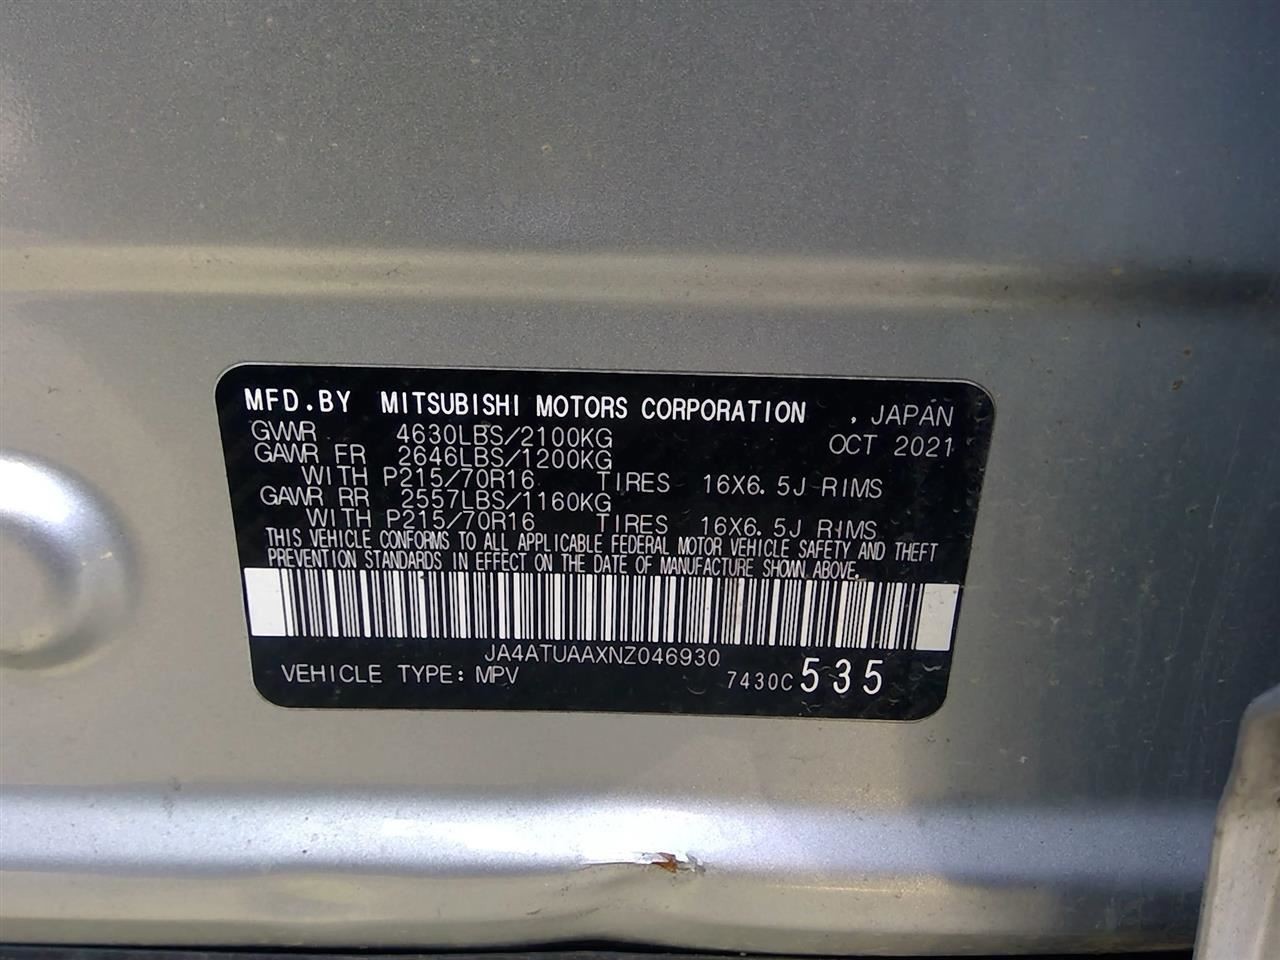 MFD.BY MITSUBISHI MOTORS CORPORATION , JAPAN
GVWR 4630LBS/2100KG OCT 2021
GAWR FR 2646LBS/1200KG
WITH P215/70R16 TIRES 16X6.5J RIMS
GAWR RR 2557LBS/1160KG
WITH P215/70R16 TIRES 16X6.5J RIMS
THIS VEHICLE CONFORMS TO ALL APPLICABLE FEDERAL MOTOR VEHICLE SAFETY AND THEFT
PREVENTION STANDARDS IN EFFECT ON THE DATE OF MANUFACTURE SHOWN ABOVE.
JA4ATUAAXNZ046930
VEHICLE TYPE: MPV 7430C 535